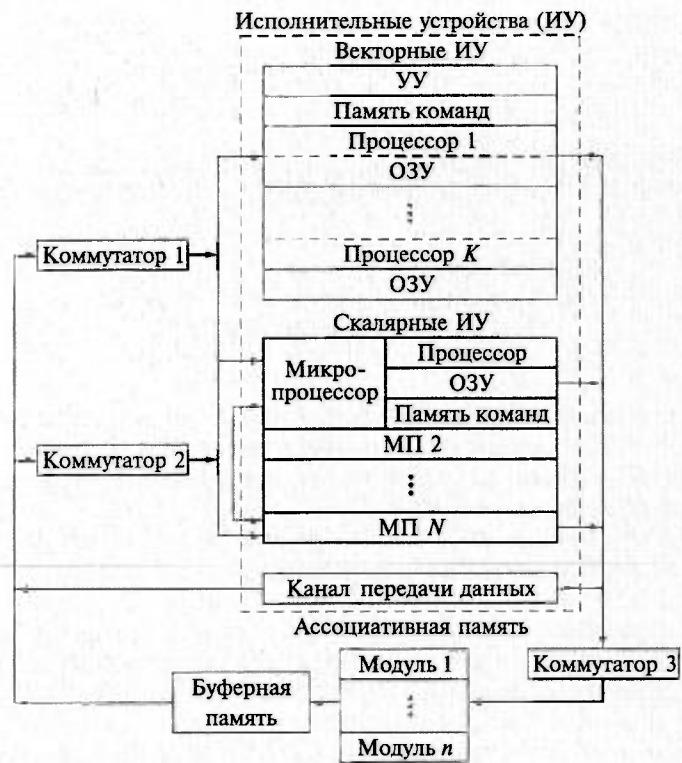 Исполнительные устройства (ИУ)
Векторные ИУ
УУ
Память команд
Процессор 1
ОЗУ
Коммутатор 1
Процессор K
ОЗУ
Скалярные ИУ
Микро-
процессор
Процессор
ОЗУ
Память команд
Коммутатор 2
МП 2
МП N
Канал передачи данных
Ассоциативная память
Буферная
память
Модуль 1
Модуль n
Коммутатор 3